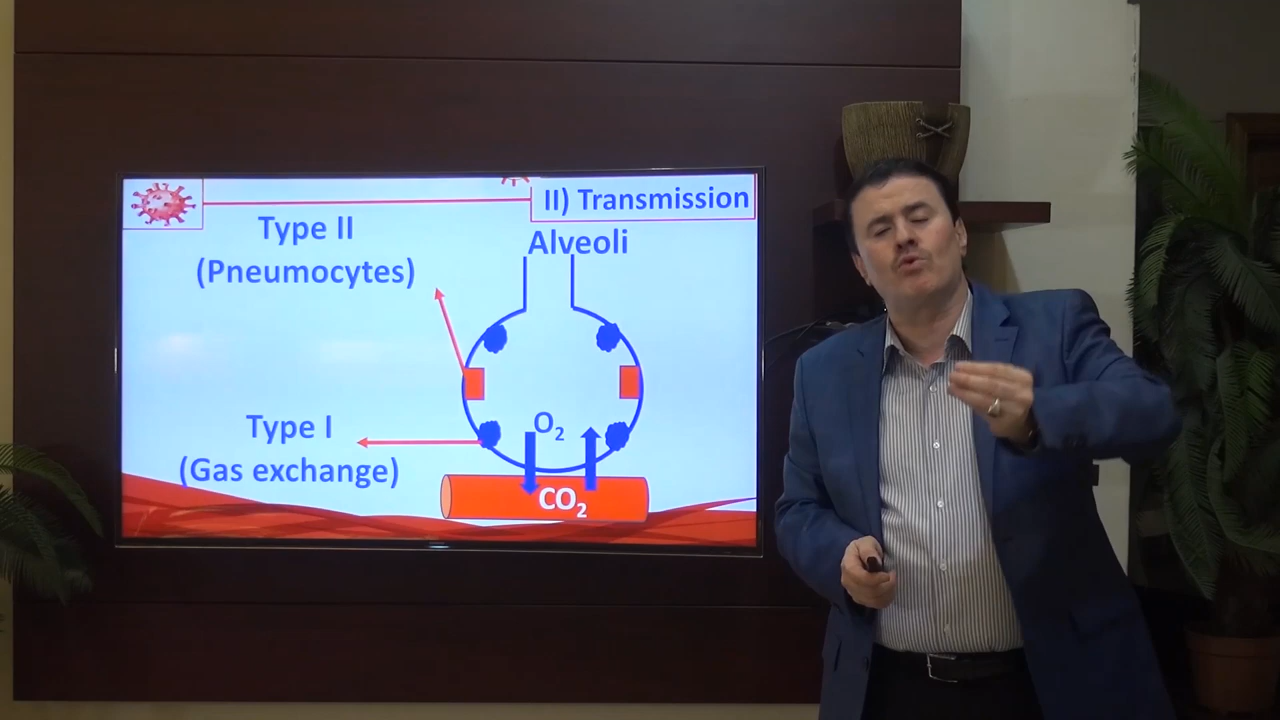 II) Transmission
Type II
(Pneumocytes)
Alveoli
Type I
(Gas exchange)
O₂
CO₂